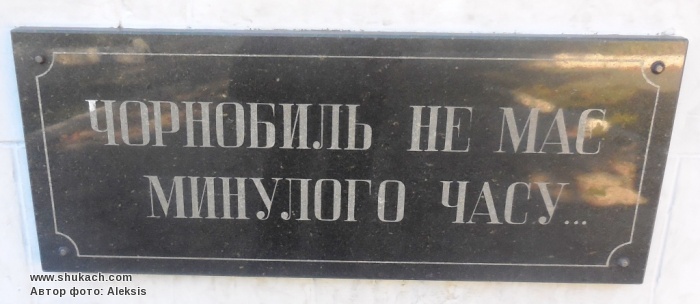 ЧОРНОБИЛЬ НЕ МАЄ
МИНУЛОГО ЧАСУ...
www.shukach.com
Автор фото: Aleksis